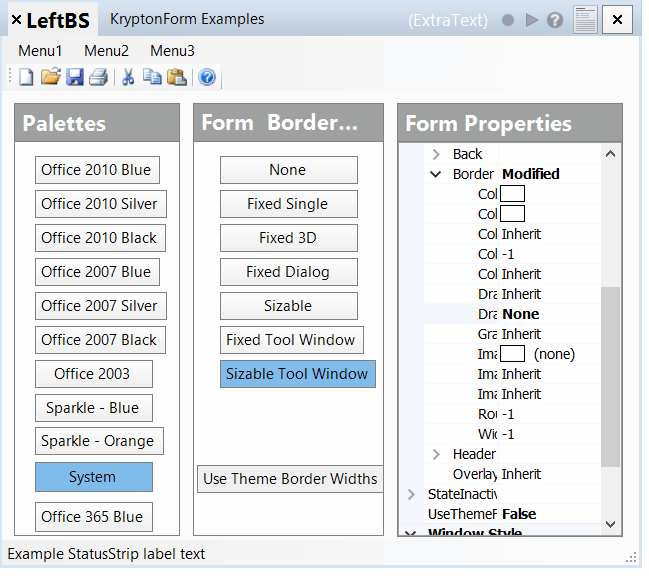 × LeftBS
KryptonForm Examples
(ExtraText)
Menu1 Menu2 Menu3
Palettes
Office 2010 Blue
Office 2010 Silver
Office 2010 Black
Office 2007 Blue
Office 2007 Silver
Office 2007 Black
Office 2003
Sparkle - Blue
Sparkle - Orange
System
Office 365 Blue
Form Border...
None
Fixed Single
Fixed 3D
Fixed Dialog
Sizable
Fixed Tool Window
Sizable Tool Window
Use Theme Border Widths
Form Properties
Back
Border Modified
Col
Col
Col Inherit
Col -1
Col Inherit
Dra Inherit
Dra None
Gra Inherit
Ima (none)
Ima Inherit
Ima Inherit
Rou -1
Wid -1
Header
Overlay Inherit
StateInactiv
UseThemeF False
Window Style
Example StatusStrip label text